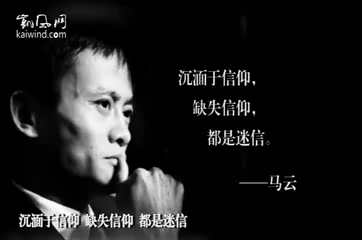 凯风网
kaiwind.com
沉湎于信仰，
缺失信仰，
都是迷信。
——马云
沉湎于信仰 缺失信仰 都是迷信